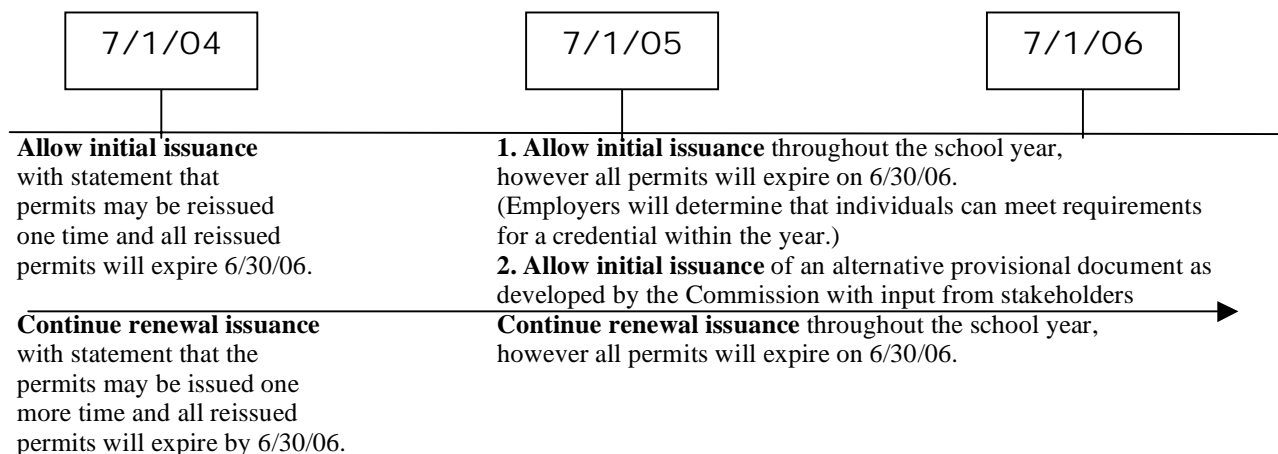 7/1/04
7/1/05
7/1/06
Allow initial issuance
with statement that
permits may be reissued
one time and all reissued
permits will expire 6/30/06.
1. Allow initial issuance throughout the school year,
however all permits will expire on 6/30/06.
(Employers will determine that individuals can meet requirements
for a credential within the year.)
2. Allow initial issuance of an alternative provisional document as
developed by the Commission with input from stakeholders
Continue renewal issuance
with statement that the
permits may be issued one
more time and all reissued
permits will expire by 6/30/06.
Continue renewal issuance throughout the school year,
however all permits will expire on 6/30/06.